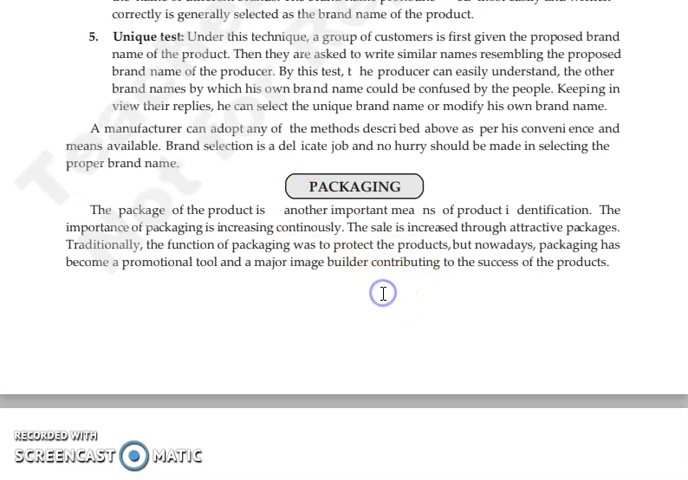 correctly is generally selected as the brand name of the product.
5. Unique test: Under this technique, a group of customers is first given the proposed brand
name of the product. Then they are asked to write similar names resembling the proposed
brand name of the producer. By this test, t he producer can easily understand, the other
brand names by which his own brand name could be confused by the people. Keeping in
view their replies, he can select the unique brand name or modify his own brand name.
A manufacturer can adopt any of the methods descri bed above as per his conveni ence and
means available. Brand selection is a del icate job and no hurry should be made in selecting the
proper brand name.
PACKAGING
The package of the product is another important mea ns of product i dentification. The
importance of packaging is increasing continously. The sale is increased through attractive packages.
Traditionally, the function of packaging was to protect the products, but nowadays, packaging has
become a promotional tool and a major image builder contributing to the success of the products.
RECORDED WITH
SCREENCAST MATIC